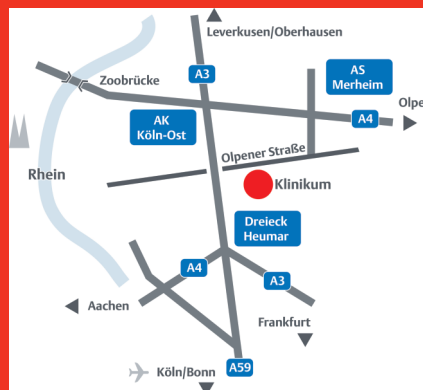 Leverkusen/Oberhausen
A3
Zoobrücke
AS
Merheim
Olpe
A4
AK
Köln-Ost
Olpener Straße
Rhein
Klinikum
Dreieck
Heumar
A4
A3
Aachen
Frankfurt
Köln/Bonn
A59